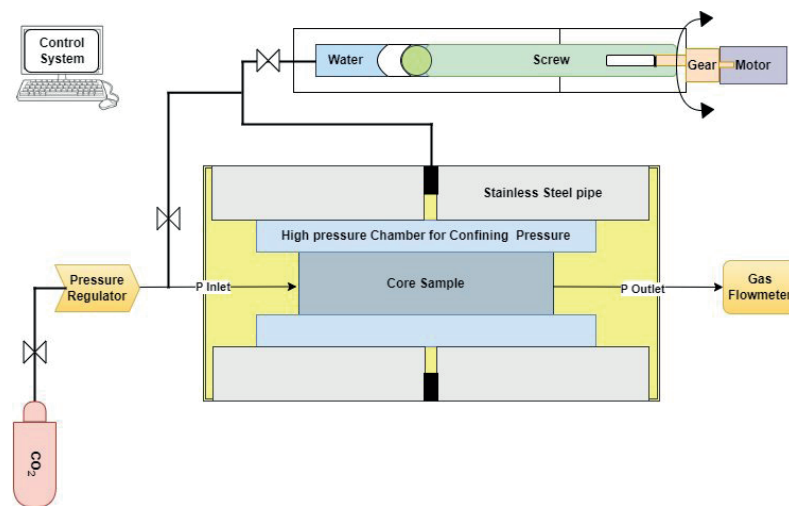 Control
System
Water
Screw
Gear
Motor
Stainless Steel pipe
High pressure Chamber for Confining Pressure
Pressure
Regulator
P Inlet
Core Sample
P Outlet
Gas
Flowmeter
CO₂